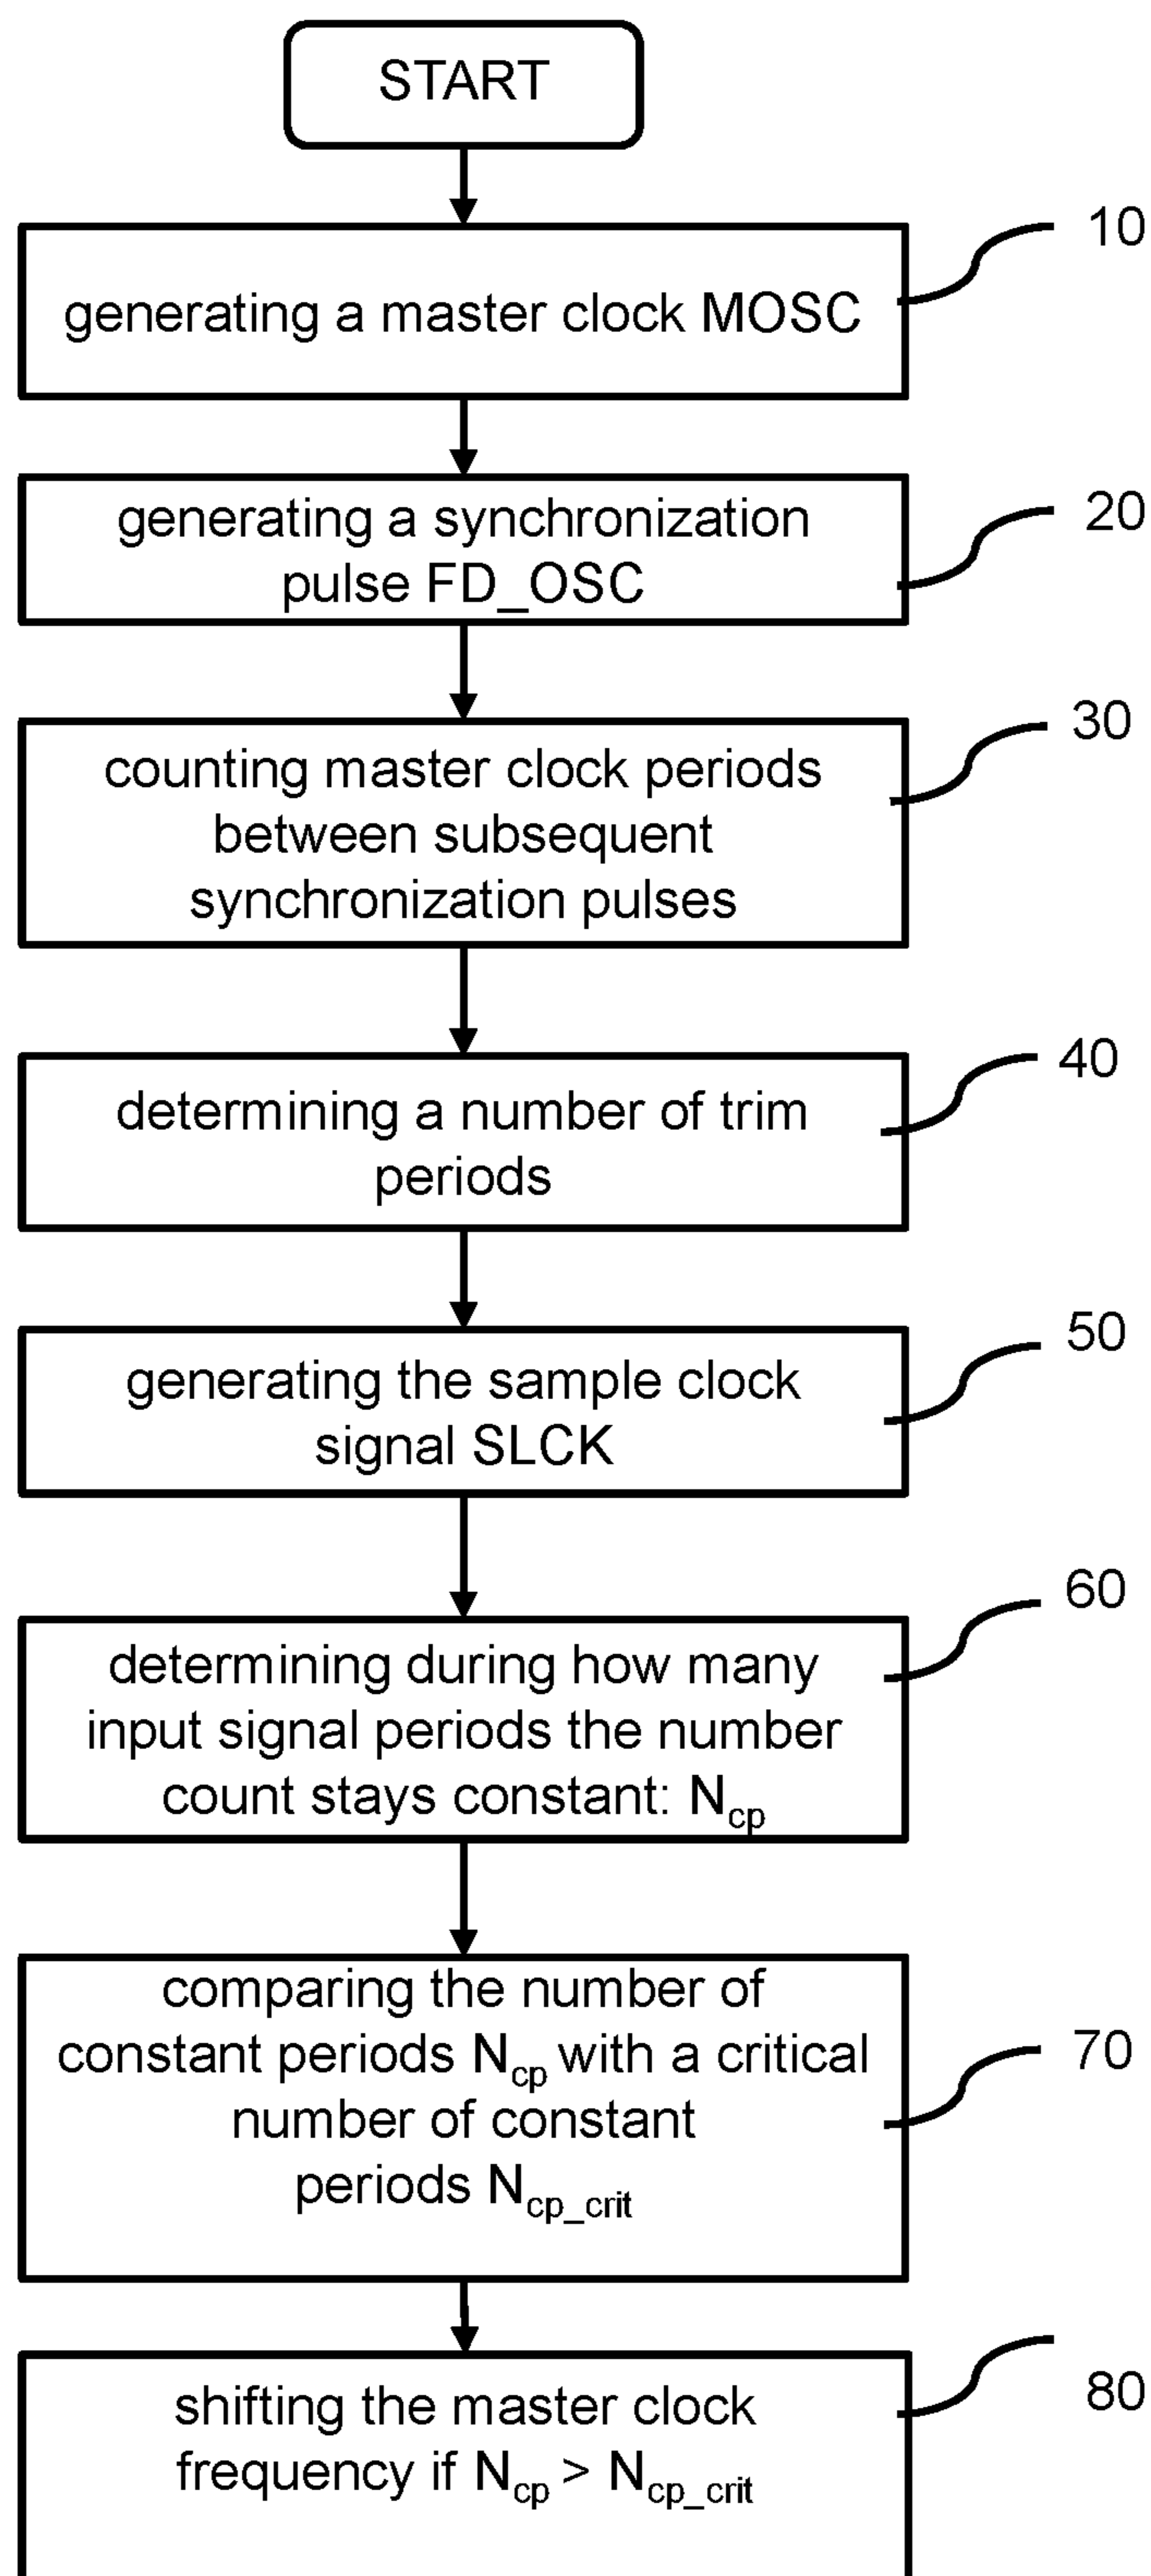 START
10
generating a master clock MOSC
20
generating a synchronization
pulse FD_OSC
30
counting master clock periods
between subsequent
synchronization pulses
40
determining a number of trim
periods
50
generating the sample clock
signal SLCK
60
determining during how many
input signal periods the number
count stays constant: Ncp
70
comparing the number of
constant periods Ncp with a critical
number of constant
periods Ncp_crit
80
shifting the master clock
frequency if Ncp > Ncp_crit